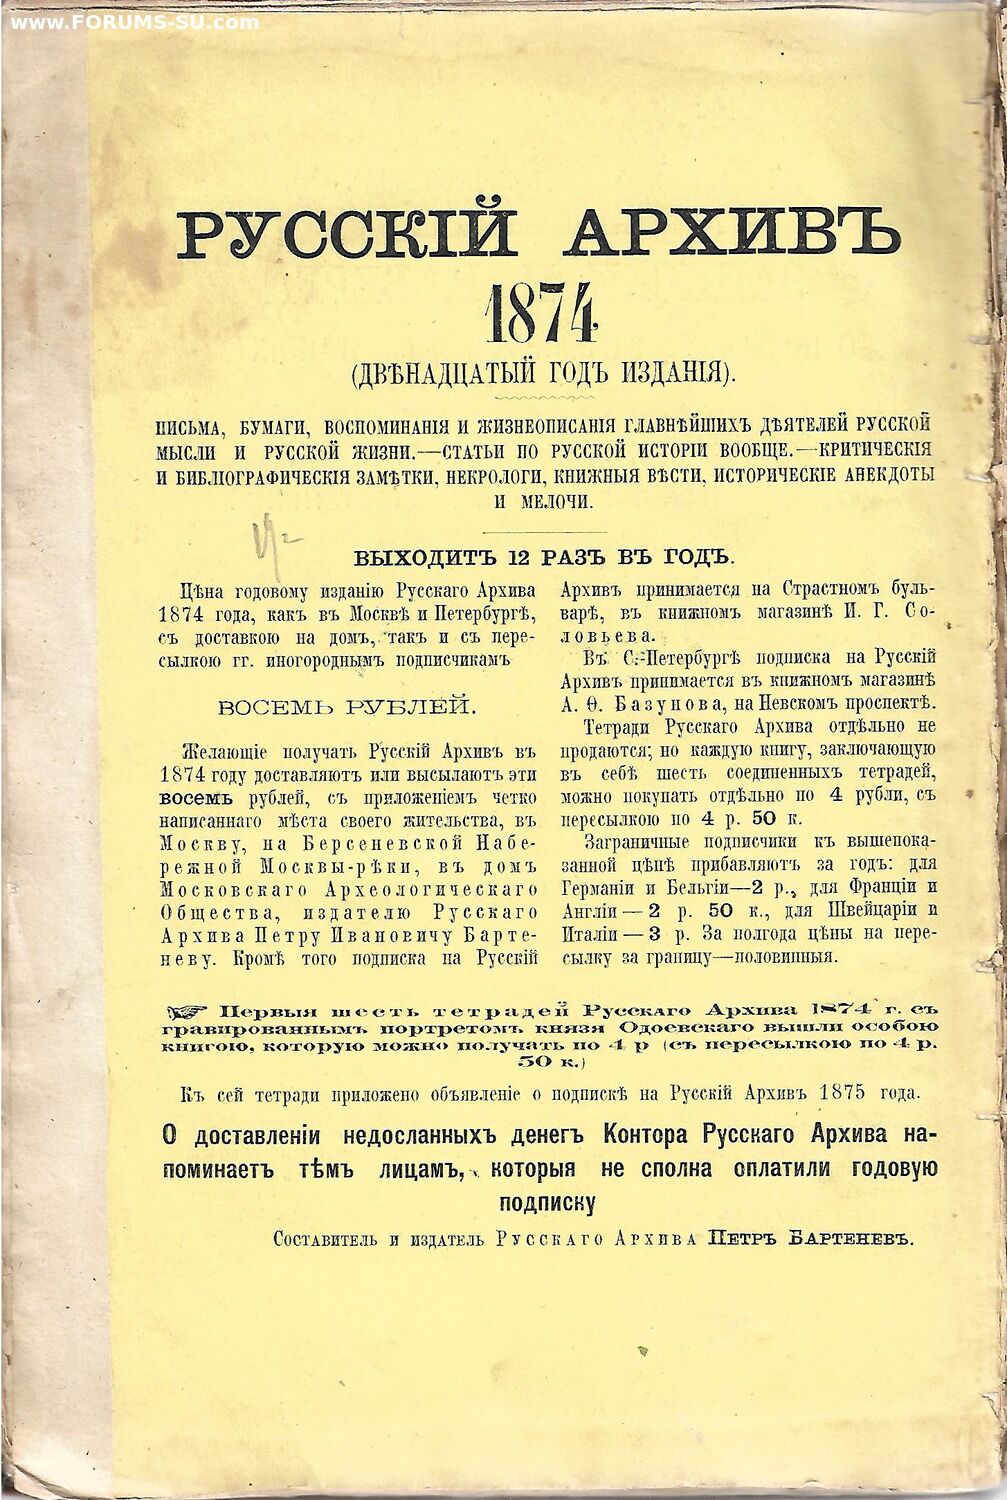 www.FORUMS-SU.com
РУССКІЙ АРХИВЪ
1874
(ДВѢНАДЦАТЫЙ ГОДЪ ИЗДАНІЯ).
ПИСЬМА, БУМАГИ, ВОСПОМИНАНІЯ И ЖИЗНЕОПИСАНІЯ ГЛАВНѢЙШИХЪ ДѢЯТЕЛЕЙ РУССКОЙ
МЫСЛИ И РУССКОЙ ЖИЗНИ.—СТАТЬИ ПО РУССКОЙ ИСТОРІИ ВООБЩЕ.—КРИТИЧЕСКІЯ
И БИБЛІОГРАФИЧЕСКІЯ ЗАМѢТКИ, НЕКРОЛОГИ, КНИЖНЫЯ ВѢСТИ, ИСТОРИЧЕСКІЕ АНЕКДОТЫ
И МЕЛОЧИ.
ВЫХОДИТЪ 12 РАЗЪ ВЪ ГОДЪ.
Цѣна годовому изданію Русскаго Архива
1874 года, какъ въ Москвѣ и Петербургѣ,
съ доставкою на домъ, такъ и съ пере-
сылкою гг. иногороднымъ подписчикамъ
ВОСЕМЬ РУБЛЕЙ.
Желающіе получать Русскій Архивъ въ
1874 году доставляютъ или высылаютъ эти
восемь рублей, съ приложеніемъ четко
написаннаго мѣста своего жительства, въ
Москву, на Берсеневской Набе-
режной Москвы-рѣки, въ домъ
Московскаго Археологическаго
Общества, издателю Русскаго
Архива Петру Ивановичу Барте-
неву. Кромѣ того подписка на Русскій
Архивъ принимается на Страстномъ буль-
варѣ, въ книжномъ магазинѣ И. Г. Со-
ловьева.
Въ С.-Петербургѣ подписка на Русскій
Архивъ принимается въ книжномъ магазинѣ
А. Ѳ. Базунова, на Невскомъ проспектѣ.
Тетради Русскаго Архива отдѣльно не
продаются; но каждую книгу, заключающую
въ себѣ шесть соединенныхъ тетрадей,
можно покупать отдѣльно по 4 рубли, съ
пересылкою по 4 р. 50 к.
Заграничные подписчики къ вышепока-
занной цѣнѣ прибавляютъ за годъ: для
Германіи и Бельгіи—2 р., для Франціи и
Англіи—2 р. 50 к., для Швейцаріи и
Италіи—3 р. За полгода цѣны на пере-
сылку за границу—половинныя.
☞ Первыя шесть тетрадей Русскаго Архива 1874 г. съ
гравированнымъ портретомъ князя Одоевскаго вышли особою
книгою, которую можно получать по 4 р (съ пересылкою по 4 р.
50 к.)
Къ сей тетради приложено объявленіе о подпискѣ на Русскій Архивъ 1875 года.
О доставленіи недосланныхъ денегъ Контора Русскаго Архива на-
поминаетъ тѣмъ лицамъ, которыя не сполна оплатили годовую
подписку
Составитель и издатель Русскаго Архива ПЕТРЪ БАРТЕНЕВЪ.